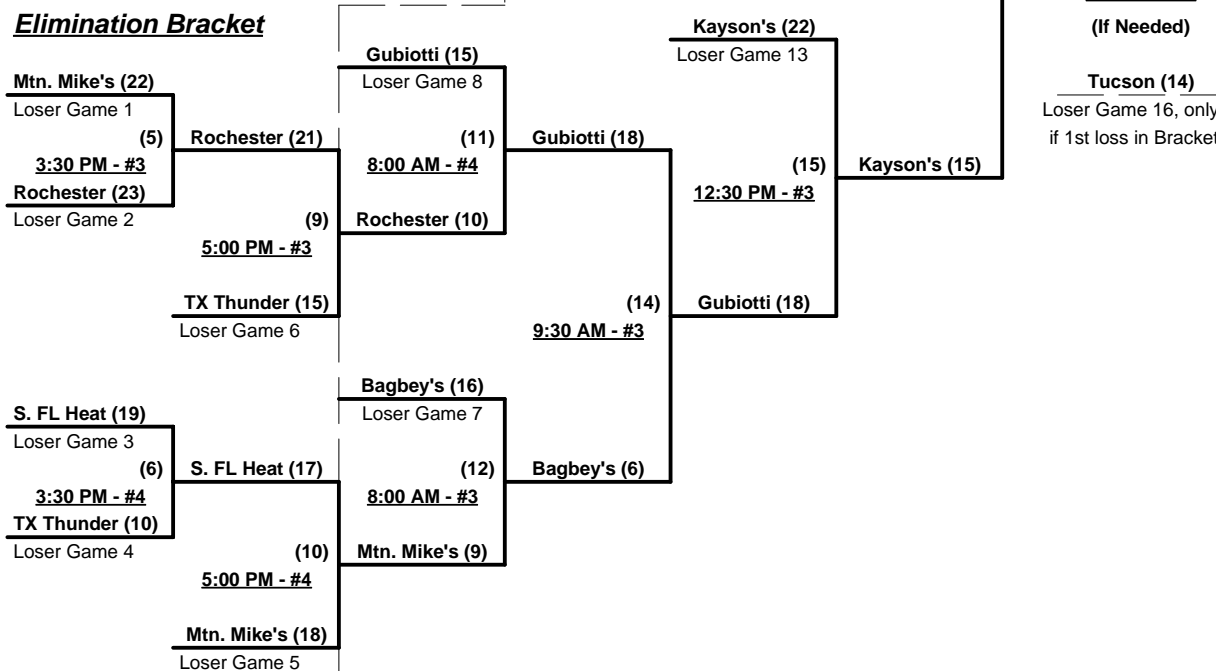 Elimination Bracket
Mtn. Mike's (22)
Loser Game 1
(5)
3:30 PM - #3
Rochester (23)
Loser Game 2
Rochester (21)
(9)
5:00 PM - #3
TX Thunder (15)
Loser Game 6
S. FL Heat (19)
Loser Game 3
(6)
3:30 PM - #4
TX Thunder (10)
Loser Game 4
S. FL Heat (17)
(10)
5:00 PM - #4
Mtn. Mike's (18)
Loser Game 5
Gubiotti (15)
Loser Game 8
(11)
8:00 AM - #4
Rochester (10)
Bagbey's (16)
Loser Game 7
(12)
8:00 AM - #3
Mtn. Mike's (9)
Gubiotti (18)
(14)
9:30 AM - #3
Bagbey's (6)
Kayson's (22)
Loser Game 13
(15)
12:30 PM - #3
Gubiotti (18)
Kayson's (15)
(If Needed)
Tucson (14)
Loser Game 16, only
if 1st loss in Bracket